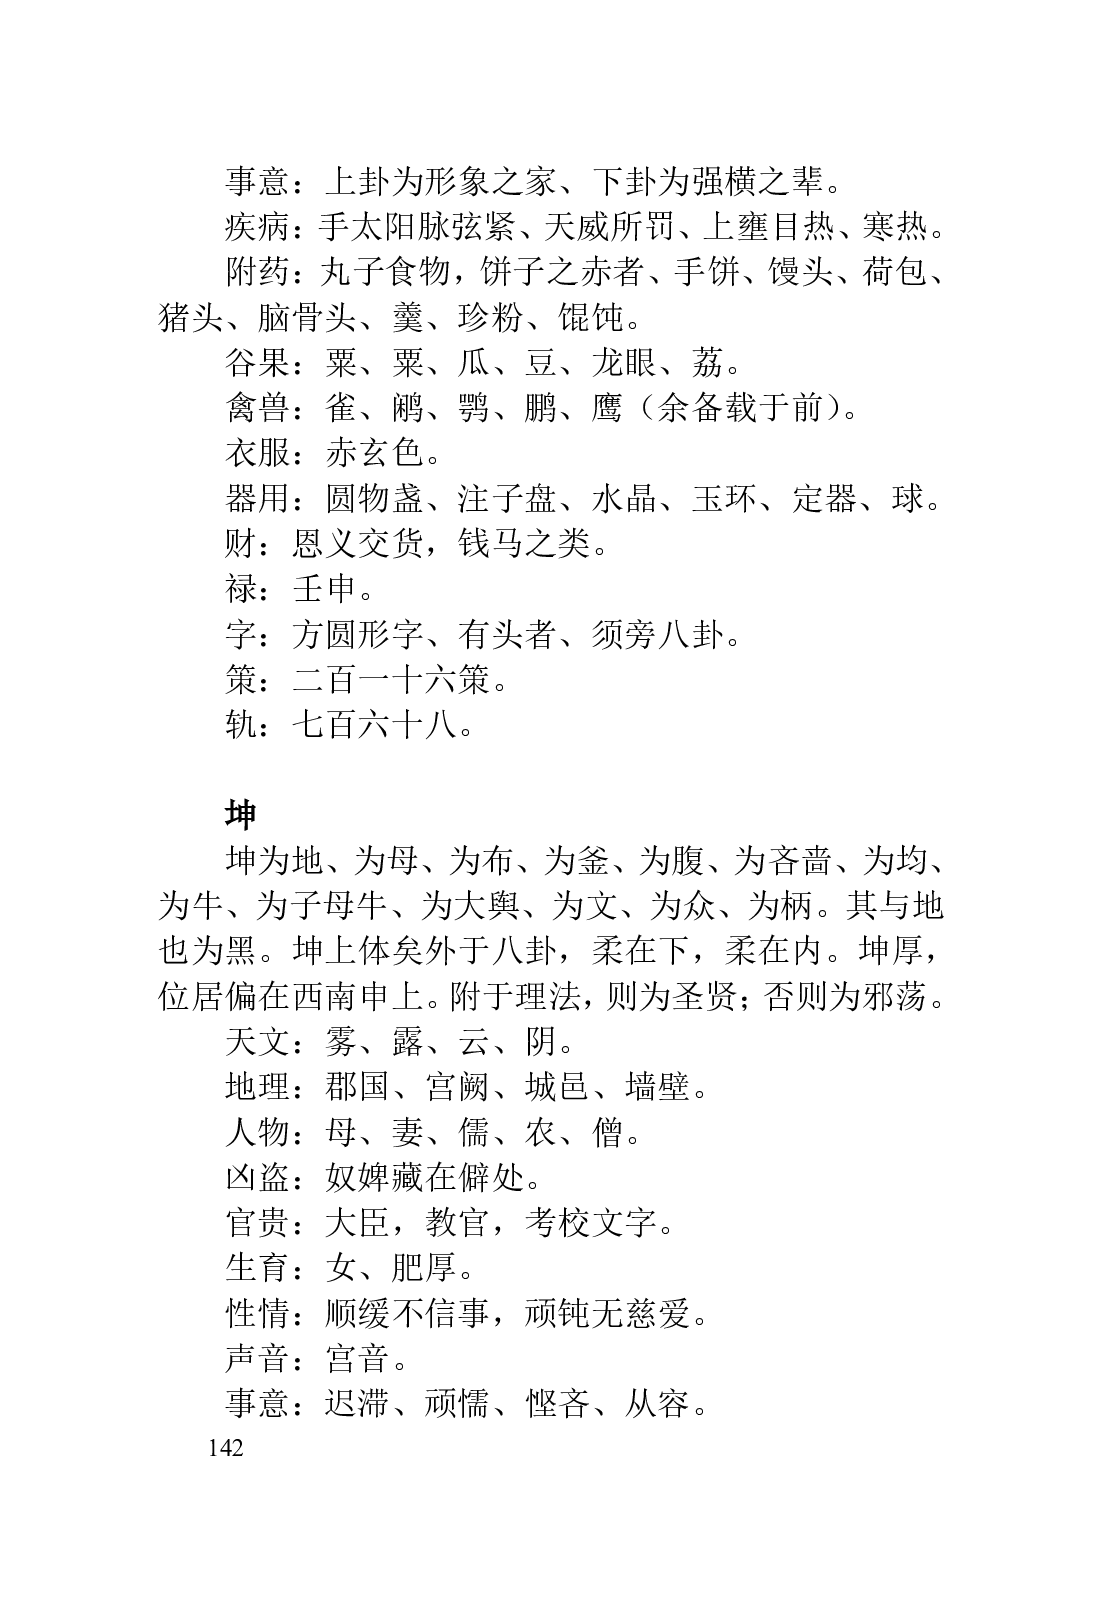 事意：上卦为形象之家、下卦为强横之辈。
疾病：手太阳脉弦紧、天威所罚、上壅目热、寒热。
附药：丸子食物，饼子之赤者、手饼、馒头、荷包、
猪头、脑骨头、羹、珍粉、馄饨。
谷果：粟、粟、瓜、豆、龙眼、荔。
禽兽：雀、鹇、鹗、鹏、鹰（余备载于前）。
衣服：赤玄色。
器用：圆物盏、注子盘、水晶、玉环、定器、球。
财：恩义交货，钱马之类。
禄：壬申。
字：方圆形字、有头者、须旁八卦。
策：二百一十六策。
轨：七百六十八。
坤
坤为地、为母、为布、为釜、为腹、为吝啬、为均、
为牛、为子母牛、为大舆、为文、为众、为柄。其与地
也为黑。坤上体矣外于八卦，柔在下，柔在内。坤厚，
位居偏在西南申上。附于理法，则为圣贤；否则为邪荡。
天文：雾、露、云、阴。
地理：郡国、宫阙、城邑、墙壁。
人物：母、妻、儒、农、僧。
凶盗：奴婢藏在僻处。
官贵：大臣，教官，考校文字。
生育：女、肥厚。
性情：顺缓不信事，顽钝无慈爱。
声音：宫音。
事意：迟滞、顽懦、悭吝、从容。
142